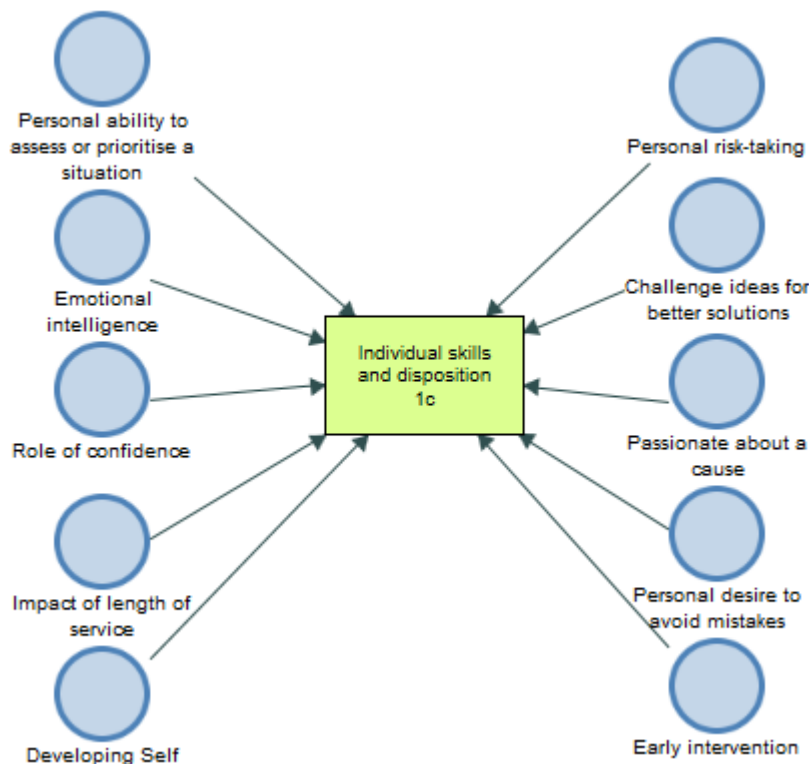 Personal ability to
assess or prioritise a
situation
Emotional
intelligence
Role of confidence
Impact of length of
service
Developing Self
Individual skills
and disposition
1c
Personal risk-taking
Challenge ideas for
better solutions
Passionate about a
cause
Personal desire to
avoid mistakes
Early intervention